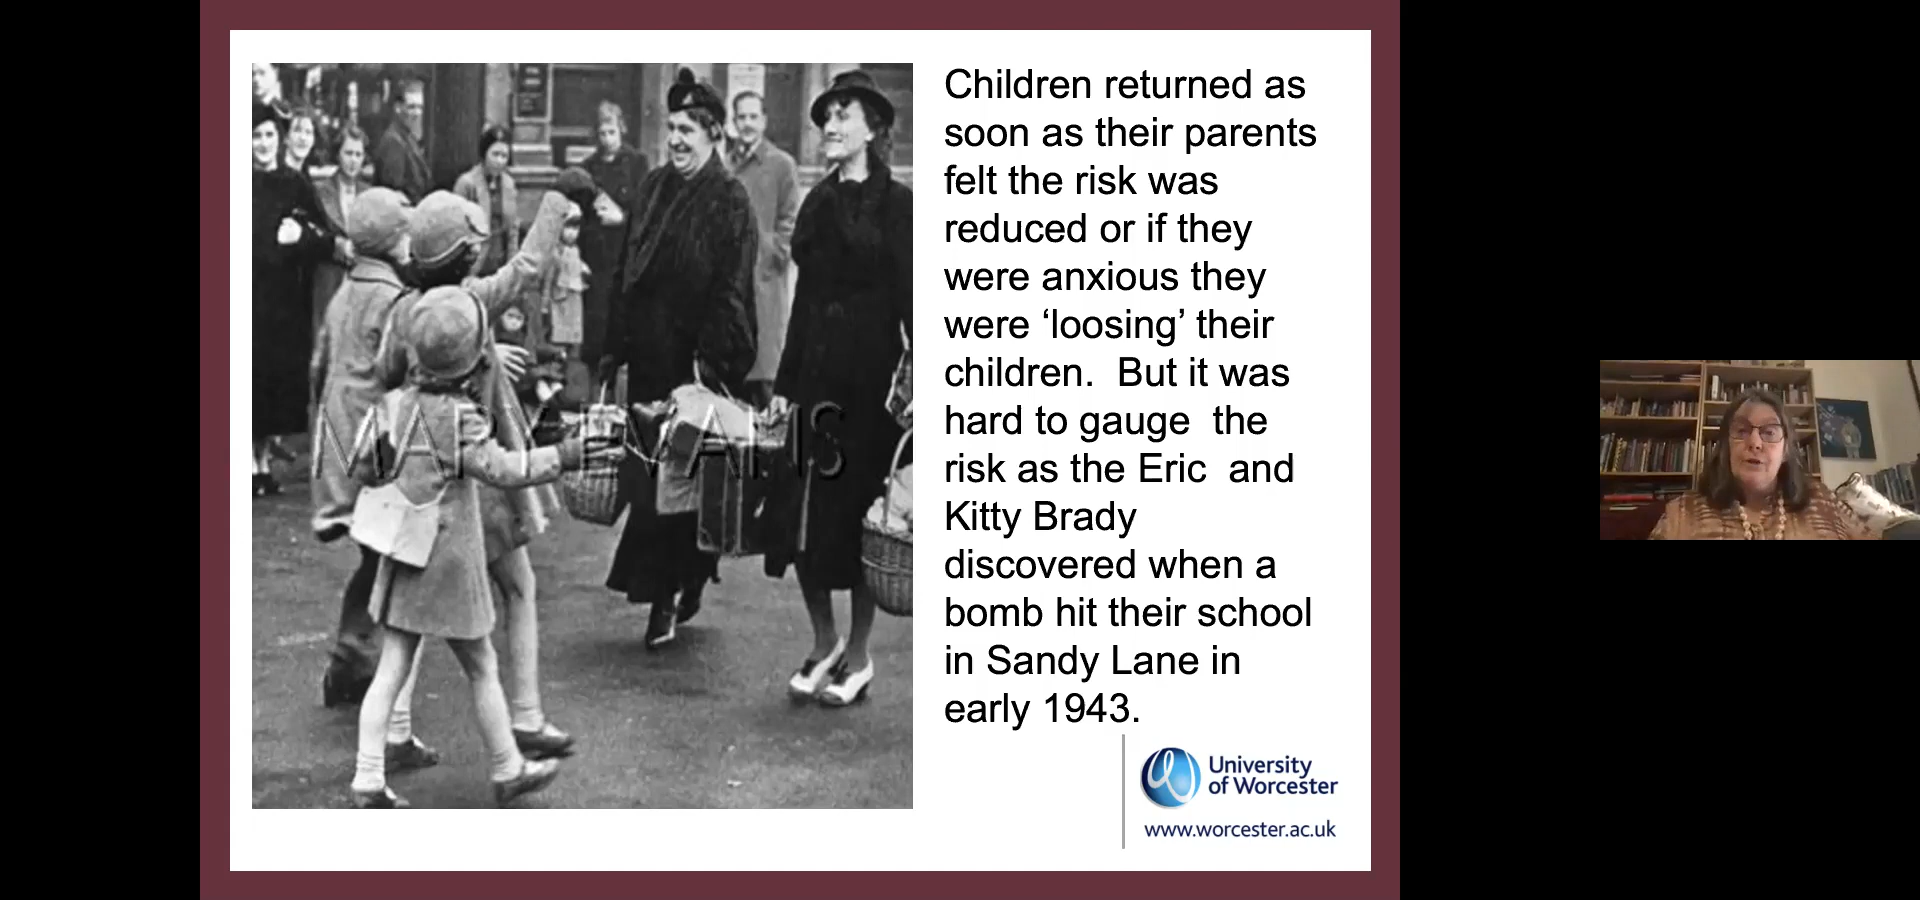 Children returned as
soon as their parents
felt the risk was
reduced or if they
were anxious they
were ‘loosing’ their
children.  But it was
hard to gauge  the
risk as the Eric  and
Kitty Brady
discovered when a
bomb hit their school
in Sandy Lane in
early 1943.
MARY EVANS
University
of Worcester
www.worcester.ac.uk